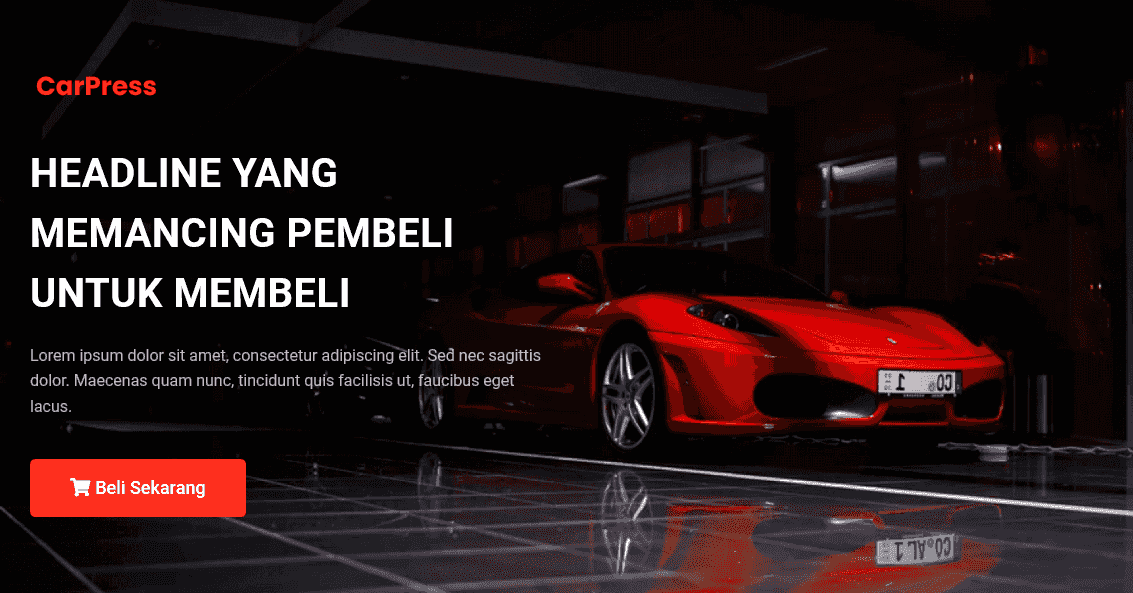 CarPress
HEADLINE YANG
MEMANCING PEMBELI
UNTUK MEMBELI
Lorem ipsum dolor sit amet, consectetur adipiscing elit. Sed nec sagittis
dolor. Maecenas quam nunc, tincidunt quis facilisis ut, faucibus eget
lacus.
Beli Sekarang